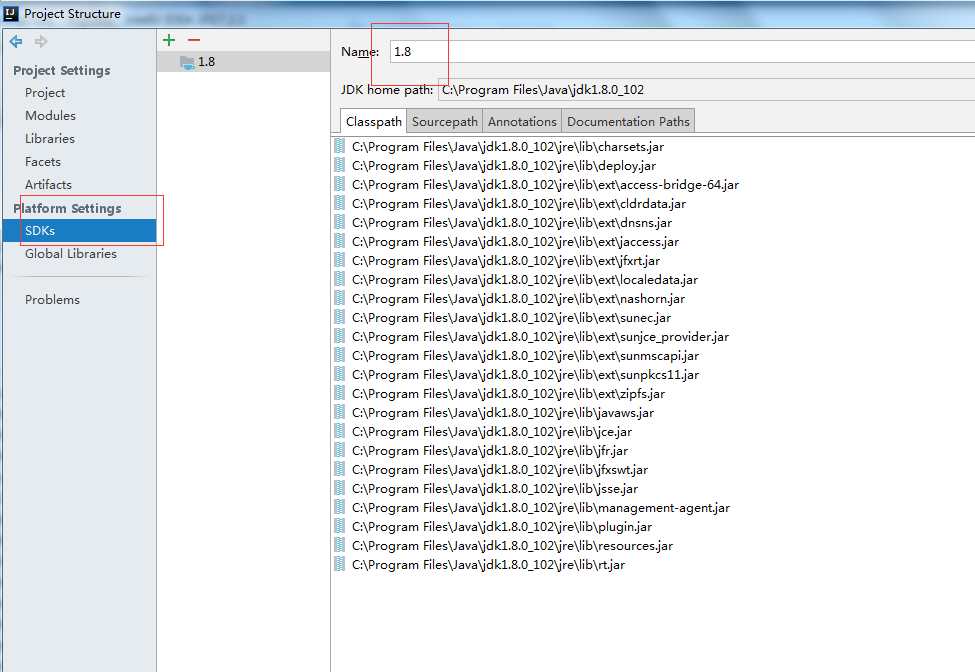 Project Structure
Project Settings
Project
Modules
Libraries
Facets
Artifacts
Platform Settings
SDKs
Global Libraries
Problems
1.8
Name: 1.8
JDK home path: C:\Program Files\Java\jdk1.8.0_102
Classpath Sourcepath Annotations Documentation Paths
C:\Program Files\Java\jdk1.8.0_102\jre\lib\charsets.jar
C:\Program Files\Java\jdk1.8.0_102\jre\lib\deploy.jar
C:\Program Files\Java\jdk1.8.0_102\jre\lib\ext\access-bridge-64.jar
C:\Program Files\Java\jdk1.8.0_102\jre\lib\ext\cldrdata.jar
C:\Program Files\Java\jdk1.8.0_102\jre\lib\ext\dnsns.jar
C:\Program Files\Java\jdk1.8.0_102\jre\lib\ext\jaccess.jar
C:\Program Files\Java\jdk1.8.0_102\jre\lib\ext\jfxrt.jar
C:\Program Files\Java\jdk1.8.0_102\jre\lib\ext\localedata.jar
C:\Program Files\Java\jdk1.8.0_102\jre\lib\ext\nashorn.jar
C:\Program Files\Java\jdk1.8.0_102\jre\lib\ext\sunec.jar
C:\Program Files\Java\jdk1.8.0_102\jre\lib\ext\sunjce_provider.jar
C:\Program Files\Java\jdk1.8.0_102\jre\lib\ext\sunmscapi.jar
C:\Program Files\Java\jdk1.8.0_102\jre\lib\ext\sunpkcs11.jar
C:\Program Files\Java\jdk1.8.0_102\jre\lib\ext\zipfs.jar
C:\Program Files\Java\jdk1.8.0_102\jre\lib\javaws.jar
C:\Program Files\Java\jdk1.8.0_102\jre\lib\jce.jar
C:\Program Files\Java\jdk1.8.0_102\jre\lib\jfr.jar
C:\Program Files\Java\jdk1.8.0_102\jre\lib\jfxswt.jar
C:\Program Files\Java\jdk1.8.0_102\jre\lib\jsse.jar
C:\Program Files\Java\jdk1.8.0_102\jre\lib\management-agent.jar
C:\Program Files\Java\jdk1.8.0_102\jre\lib\plugin.jar
C:\Program Files\Java\jdk1.8.0_102\jre\lib\resources.jar
C:\Program Files\Java\jdk1.8.0_102\jre\lib\rt.jar